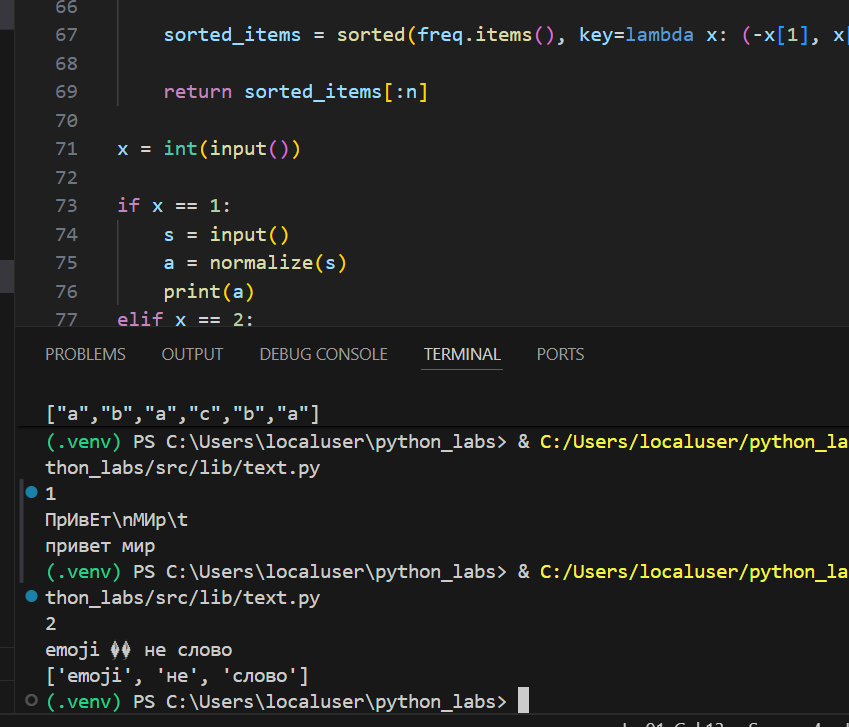 66
67 sorted_items = sorted(freq.items(), key=lambda x: (-x[1], x[
68
69 return sorted_items[:n]
70
71 x = int(input())
72
73 if x == 1:
74 s = input()
75 a = normalize(s)
76 print(a)
77 elif x == 2:
PROBLEMS OUTPUT DEBUG CONSOLE TERMINAL PORTS
["a","b","a","c","b","a"]
(.venv) PS C:\Users\localuser\python_labs> & C:/Users/localuser/python_la
thon_labs/src/lib/text.py
1
ПрИвЕт\nМИр\t
привет мир
(.venv) PS C:\Users\localuser\python_labs> & C:/Users/localuser/python_la
thon_labs/src/lib/text.py
2
emoji �� не слово
['emoji', 'не', 'слово']
(.venv) PS C:\Users\localuser\python_labs>